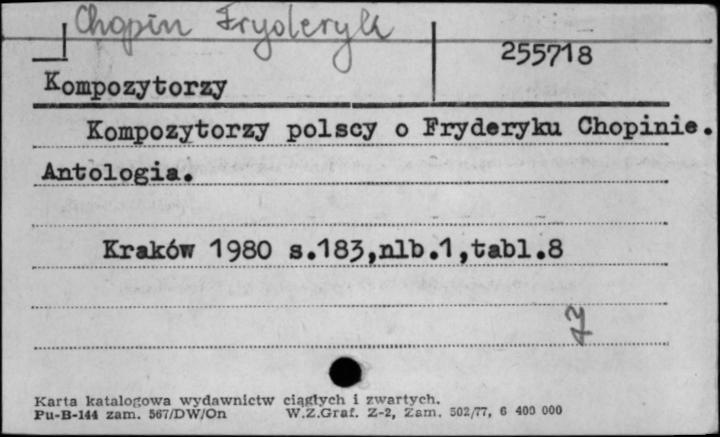 Chopin Fryderyk
255718
Kompozytorzy
Kompozytorzy polscy o Fryderyku Chopinie.
Antologia.
Kraków 1980 s.183,nlb.1,tabl.8
Karta katalogowa wydawnictw ciągłych i zwartych.
Pu-B-144 zam. 567/DW/On W.Z.Graf. Z-2, Zam. 502/77, 6 400 000